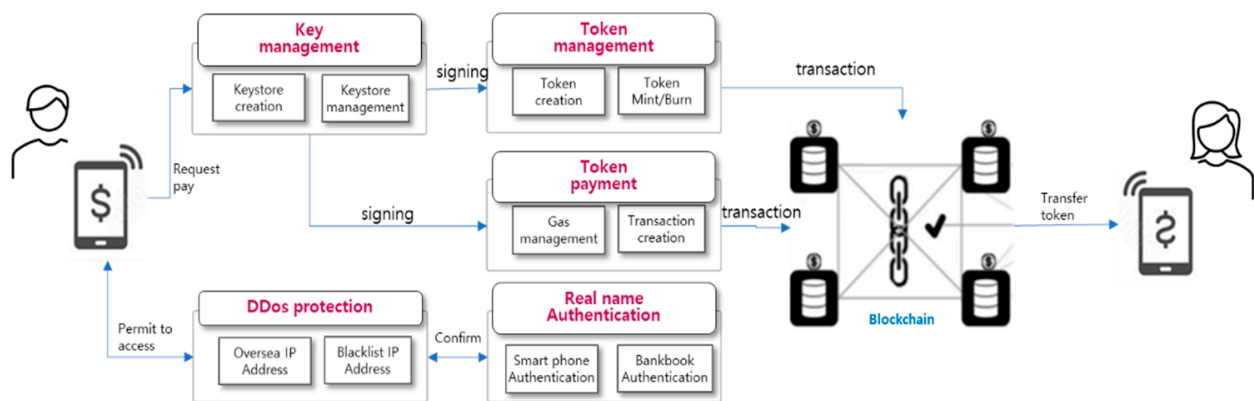 Key
management
Keystore
creation
Keystore
management
signing
Token
management
Token
creation
Token
Mint/Burn
transaction
Request
pay
$
signing
Token
payment
Gas
management
Transaction
creation
transaction
$
$
$
$
Blockchain
Transfer
token
$
Permit to
access
DDos protection
Oversea IP
Address
Blacklist IP
Address
Confirm
Real name
Authentication
Smart phone
Authentication
Bankbook
Authentication